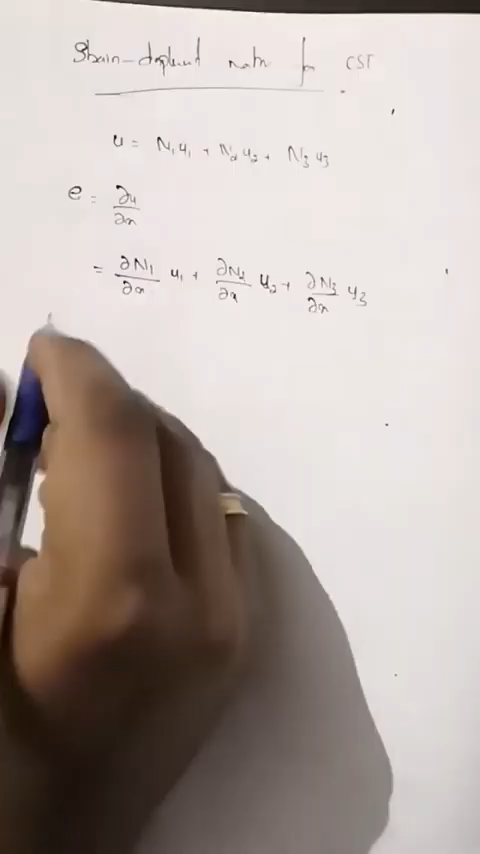 Strain-displacement matrix for CST
u = N₁u₁ + N₂u₂ + N₃u₃
e = ∂u/∂x
= ∂N₁/∂x u₁ + ∂N₂/∂x u₂ + ∂N₃/∂x u₃